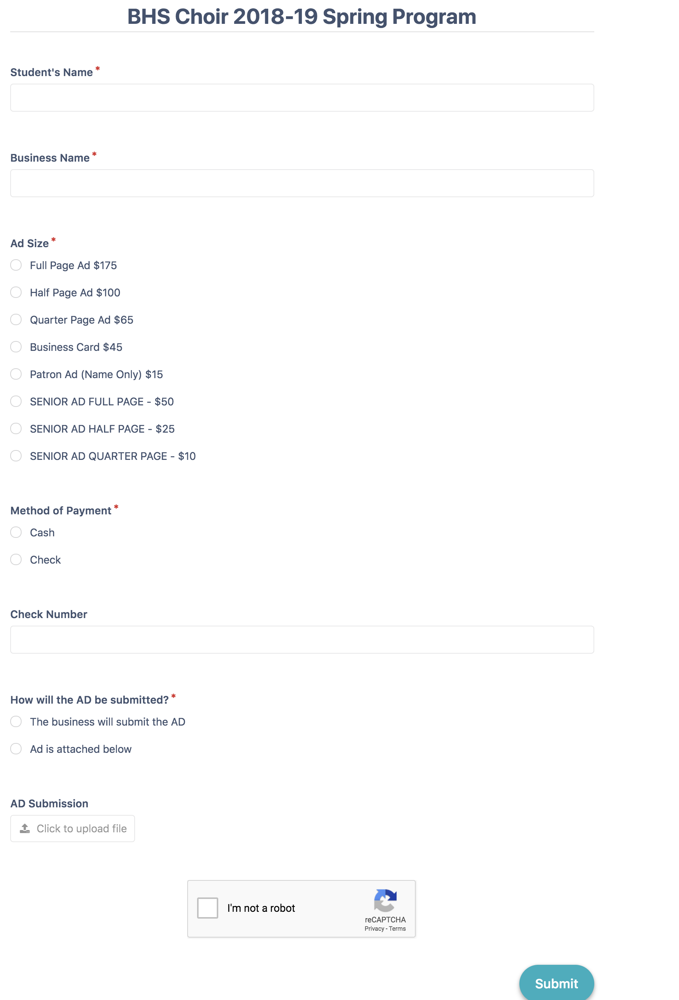 BHS Choir 2018-19 Spring Program
Student's Name *
Business Name *
Ad Size *
Full Page Ad $175
Half Page Ad $100
Quarter Page Ad $65
Business Card $45
Patron Ad (Name Only) $15
SENIOR AD FULL PAGE - $50
SENIOR AD HALF PAGE - $25
SENIOR AD QUARTER PAGE - $10
Method of Payment *
Cash
Check
Check Number
How will the AD be submitted? *
The business will submit the AD
Ad is attached below
AD Submission
Click to upload file
I'm not a robot
reCAPTCHA
Privacy - Terms
Submit